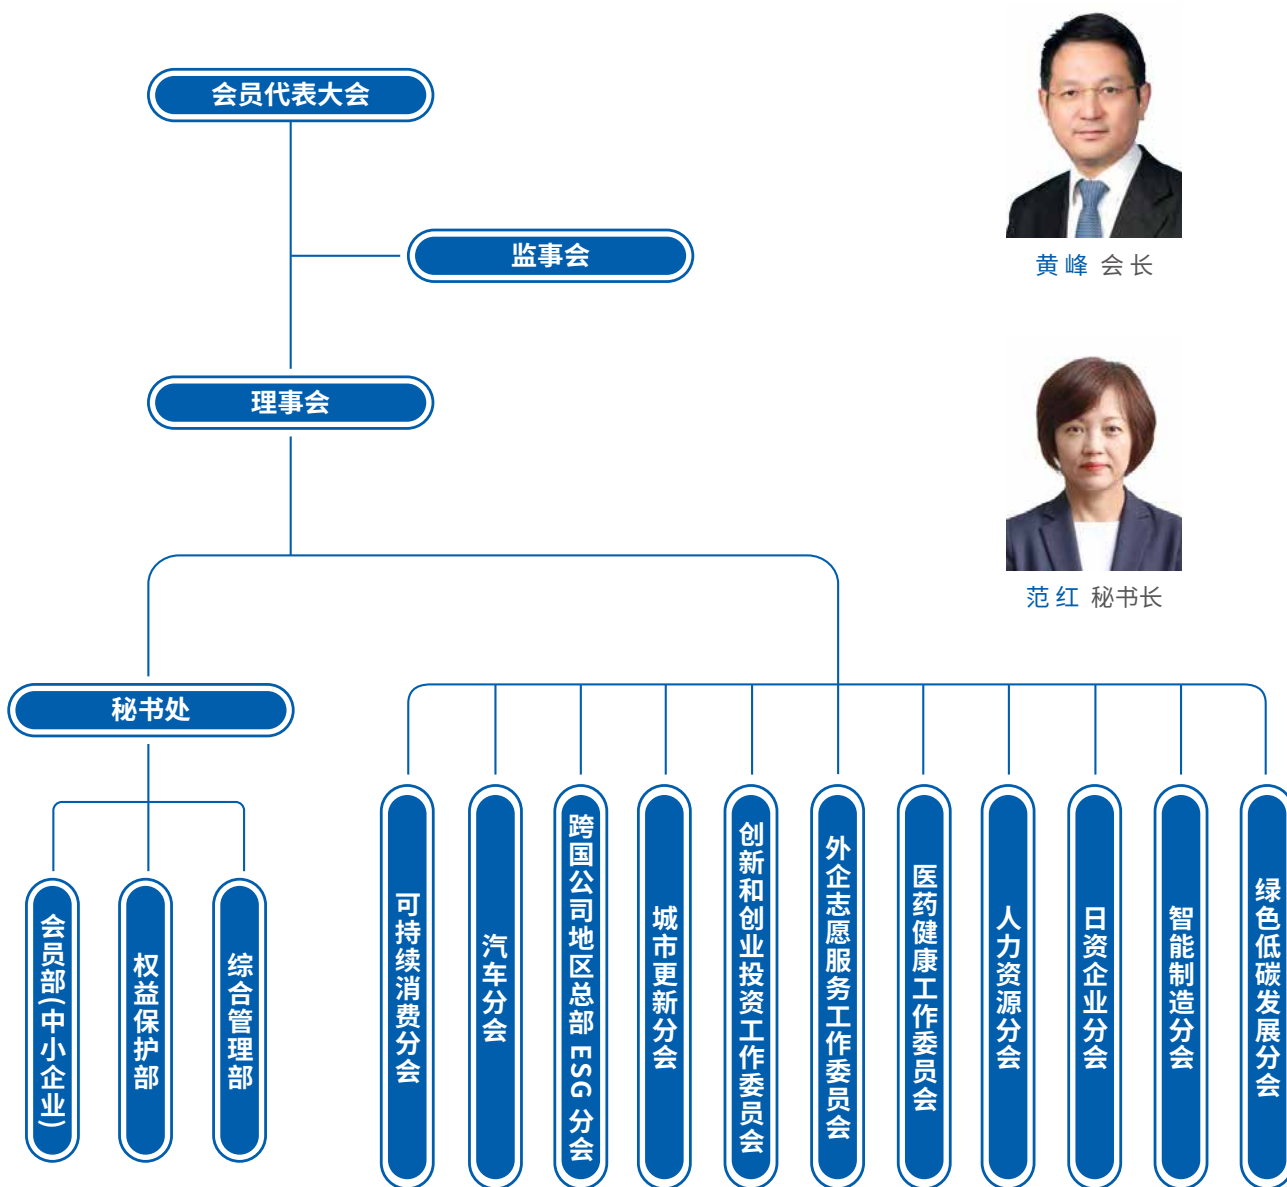 会员代表大会
监事会
黄峰 会长
理事会
范红 秘书长
秘书处
会员部(中小企业)
权益保护部
综合管理部
可持续消费分会
汽车分会
跨国公司地区总部 ESG 分会
城市更新分会
创新和创业投资工作委员会
外企志愿服务工作委员会
医药健康工作委员会
人力资源分会
日资企业分会
智能制造分会
绿色低碳发展分会